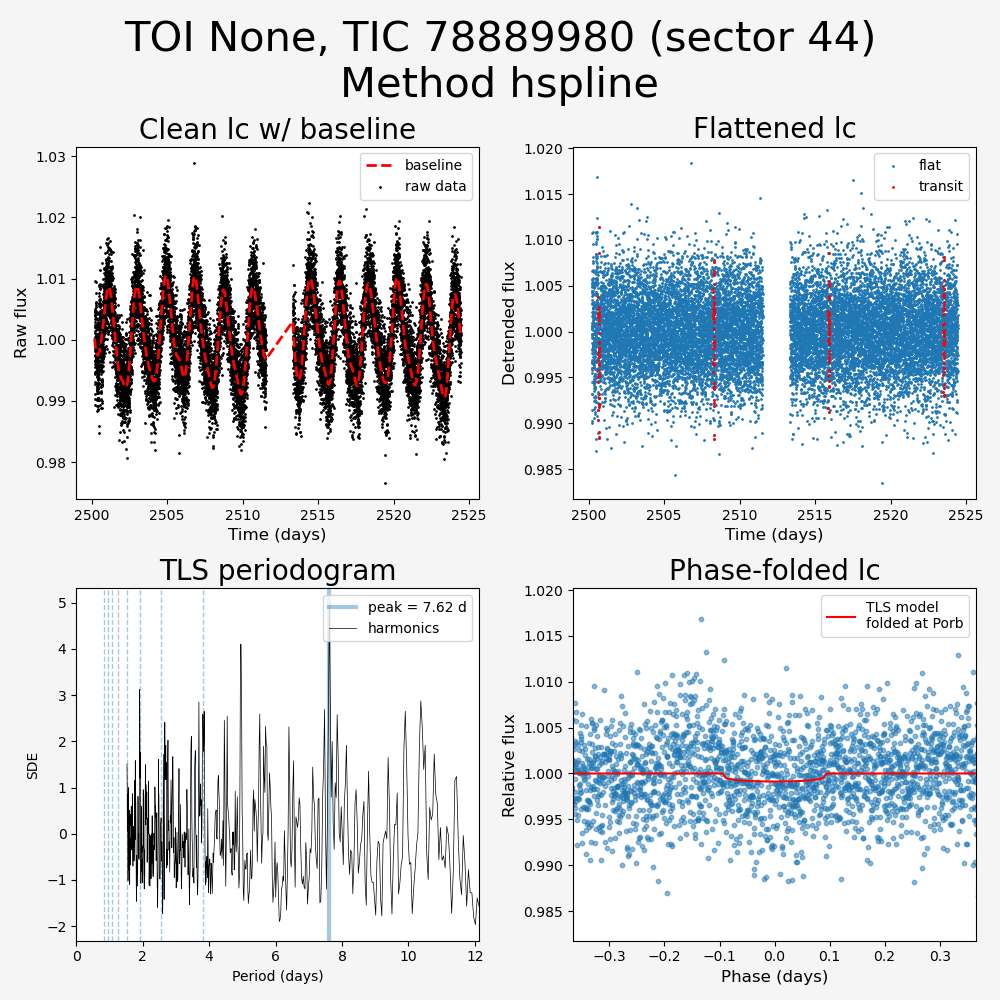 TOI None, TIC 78889980 (sector 44)
Method hspline
Clean lc w/ baseline
Flattened lc
1.03
1.02
1.01
1.00
0.99
0.98
Raw flux
baseline
raw data
2500
2505
2510
2515
2520
2525
Time (days)
1.020
1.015
1.010
1.005
1.000
0.995
0.990
0.985
Detrended flux
flat
transit
2500
2505
2510
2515
2520
2525
Time (days)
TLS periodogram
Phase-folded lc
5
4
3
2
1
0
−1
−2
SDE
peak = 7.62 d
harmonics
0
2
4
6
8
10
12
Period (days)
1.020
1.015
1.010
1.005
1.000
0.995
0.990
0.985
Relative flux
TLS model
folded at Porb
−0.3
−0.2
−0.1
0.0
0.1
0.2
0.3
Phase (days)